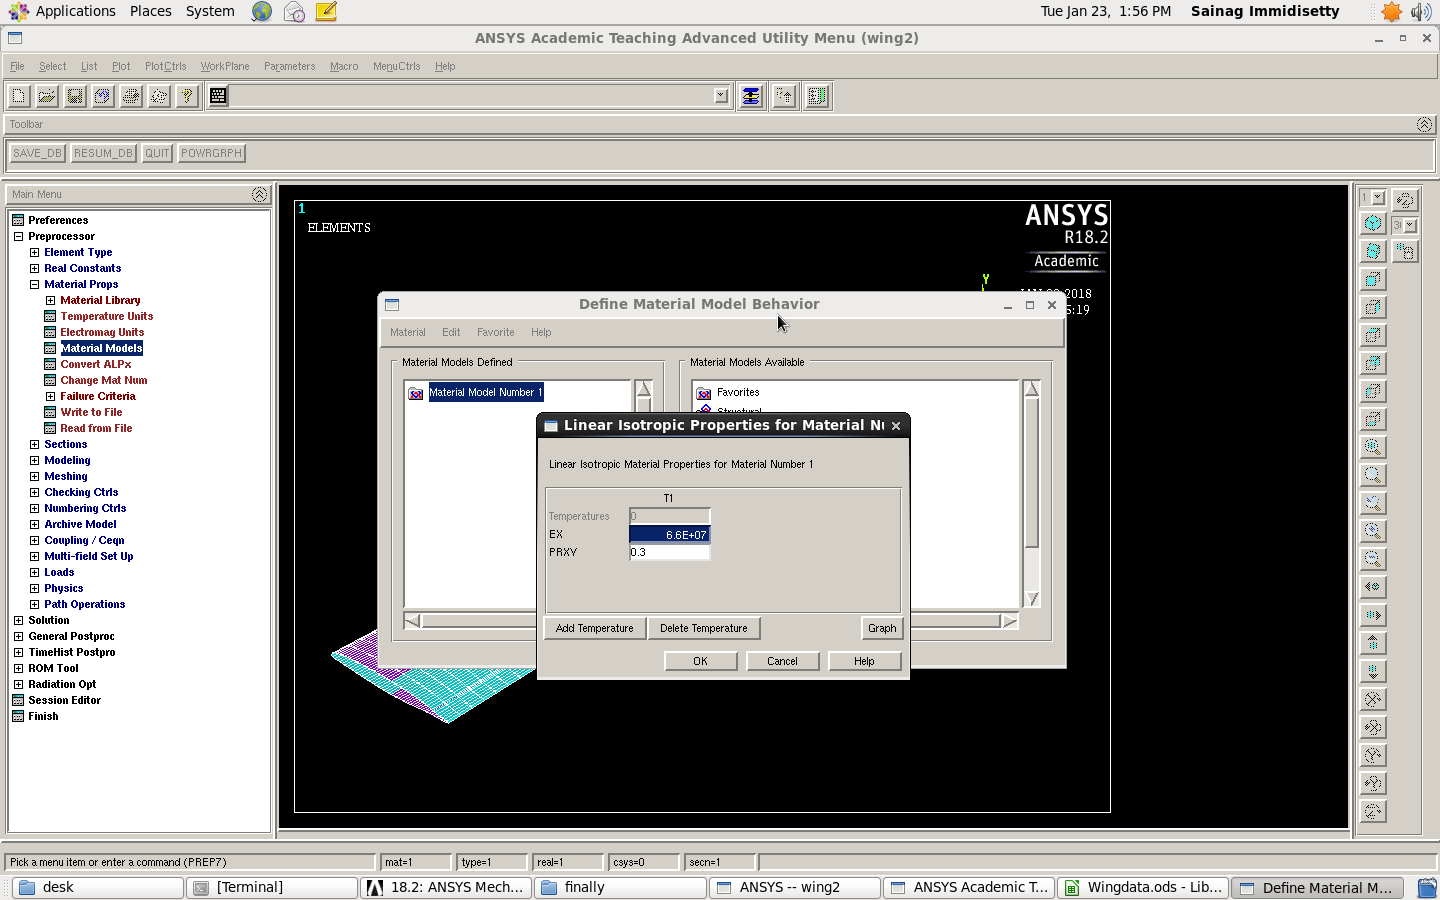 Applications Places System
Tue Jan 23, 1:56 PM Sainag Immidisetty
ANSYS Academic Teaching Advanced Utility Menu (wing2)
File Select List Plot PlotCtrls WorkPlane Parameters Macro MenuCtrls Help
Toolbar
SAVE_DB RESUM_DB QUIT POWRGRPH
Main Menu
Preferences
Preprocessor
Element Type
Real Constants
Material Props
Material Library
Temperature Units
Electromag Units
Material Models
Convert ALPx
Change Mat Num
Failure Criteria
Write to File
Read from File
Sections
Modeling
Meshing
Checking Ctrls
Numbering Ctrls
Archive Model
Coupling / Ceqn
Multi-field Set Up
Loads
Physics
Path Operations
Solution
General Postproc
TimeHist Postpro
ROM Tool
Radiation Opt
Session Editor
Finish
1
ELEMENTS
ANSYS
R18.2
Academic
2018
5:19
Y
Define Material Model Behavior
Material Edit Favorite Help
Material Models Defined
Material Model Number 1
Material Models Available
Favorites
Structural
Linear Isotropic Properties for Material Nu
Linear Isotropic Material Properties for Material Number 1
T1
Temperatures 0
EX 6.6E+07
PRXY 0.3
Add Temperature Delete Temperature Graph
OK Cancel Help
1
Pick a menu item or enter a command (PREP7) mat=1 type=1 real=1 csys=0 secn=1
desk [Terminal] 18.2: ANSYS Mech... finally ANSYS -- wing2 ANSYS Academic T... Wingdata.ods - Lib... Define Material M...